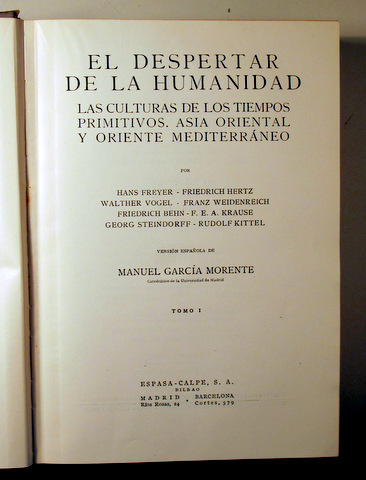 EL DESPERTAR
DE LA HUMANIDAD
LAS CULTURAS DE LOS TIEMPOS
PRIMITIVOS. ASIA ORIENTAL
Y ORIENTE MEDITERRÁNEO
POR
HANS FREYER - FRIEDRICH HERTZ
WALTHER VOGEL - FRANZ WEIDENREICH
FRIEDRICH BEHN - F. E. A. KRAUSE
GEORG STEINDORFF - RUDOLF KITTEL
VERSIÓN ESPAÑOLA DE
MANUEL GARCÍA MORENTE
Catedrático de la Universidad de Madrid
TOMO I
ESPASA-CALPE, S. A.
BILBAO
MADRID * BARCELONA
Ríos Rosas, 24 Cortes, 579